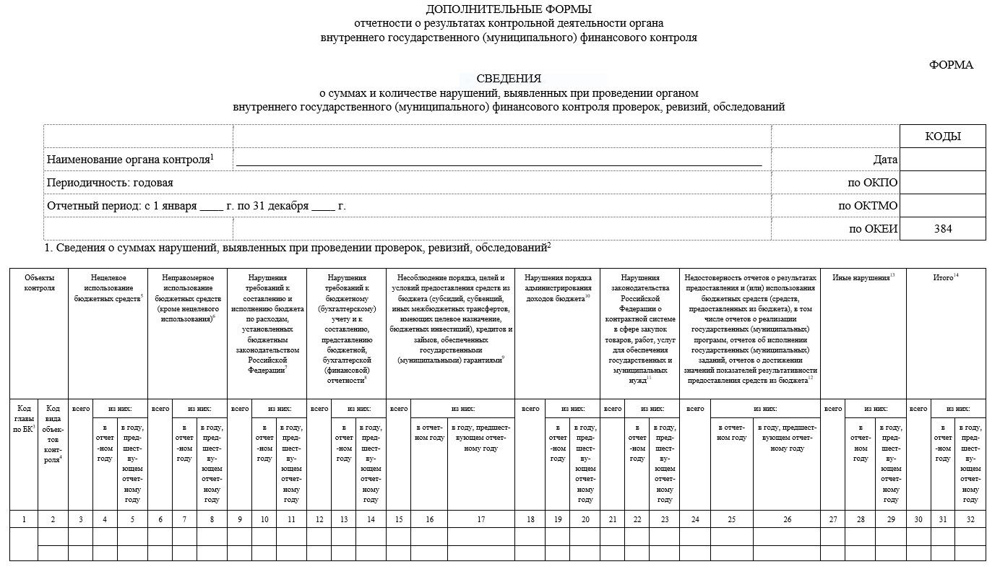 ДОПОЛНИТЕЛЬНЫЕ ФОРМЫ
отчетности о результатах контрольной деятельности органа
внутреннего государственного (муниципального) финансового контроля
ФОРМА
СВЕДЕНИЯ
о суммах и количестве нарушений, выявленных при проведении органом
внутреннего государственного (муниципального) финансового контроля проверок, ревизий, обследований
КОДЫ
Наименование органа контроля1 Дата
Периодичность: годовая по ОКПО
Отчетный период: с 1 января ____ г. по 31 декабря ____ г. по ОКТМО
по ОКЕИ 384
1. Сведения о суммах нарушений, выявленных при проведении проверок, ревизий, обследований2
Объекты
контроля
Нецелевое
использование
бюджетных средств5
Неправомерное
использование
бюджетных средств
(кроме нецелевого
использования)6
Нарушения
требований к
составлению и
исполнению бюджета
по расходам,
установленных
бюджетным
законодательством
Российской
Федерации7
Нарушения
требований к
бюджетному
(бухгалтерскому)
учету и к
составлению,
представлению
бюджетной,
бухгалтерской
(финансовой)
отчетности8
Несоблюдение порядка, целей и
условий предоставления средств из
бюджета (субсидий, субвенций,
иных межбюджетных трансфертов,
имеющих целевое назначение,
бюджетных инвестиций), кредитов и
займов, обеспеченных
государственными
(муниципальными) гарантиями9
Нарушения порядка
администрирования
доходов бюджета10
Нарушения
законодательства
Российской
Федерации о
контрактной системе
в сфере закупок
товаров, работ, услуг
для обеспечения
государственных и
муниципальных
нужд11
Недостоверность отчетов о результатах
предоставления и (или) использования
бюджетных средств (средств,
предоставленных из бюджета), в том
числе отчетов о реализации
государственных (муниципальных)
программ, отчетов об исполнении
государственных (муниципальных)
заданий, отчетов о достижении
значений показателей результативности
предоставления средств из бюджета12
Иные нарушения13
Итого14
Код
главы
по БК3
Код
вида
объек-
тов
конт-
роля4
всего
из них:
в
отчет
-ном
году
в году,
пред-
шест-
ву-
ющем
отчет-
ному
году
всего
из них:
в
отчет
-ном
году
в году,
пред-
шест-
ву-
ющем
отчет-
ному
году
всего
из них:
в
отчет
-ном
году
в году,
пред-
шест-
ву-
ющем
отчет-
ному
году
всего
из них:
в
отчет
-ном
году
в году,
пред-
шест-
ву-
ющем
отчет-
ному
году
всего
из них:
в отчет-
ном году
в году, предшест-
вующем отчет-
ному году
всего
из них:
в
отчет
-ном
году
в году,
пред-
шест-
ву-
ющем
отчет-
ному
году
всего
из них:
в
отчет
-ном
году
в году,
пред-
шест-
ву-
ющем
отчет-
ному
году
всего
из них:
в отчет-
ном году
в году, предшест-
вующем отчет-
ному году
всего
из них:
в
отчет-
ном
году
в году,
пред-
шест-
ву-
ющем
отчет-
ному
году
всего
из них:
в
отчет
-ном
году
в году,
пред-
шест-
ву-
ющем
отчет-
ному
году
1 2 3 4 5 6 7 8 9 10 11 12 13 14 15 16 17 18 19 20 21 22 23 24 25 26 27 28 29 30 31 32